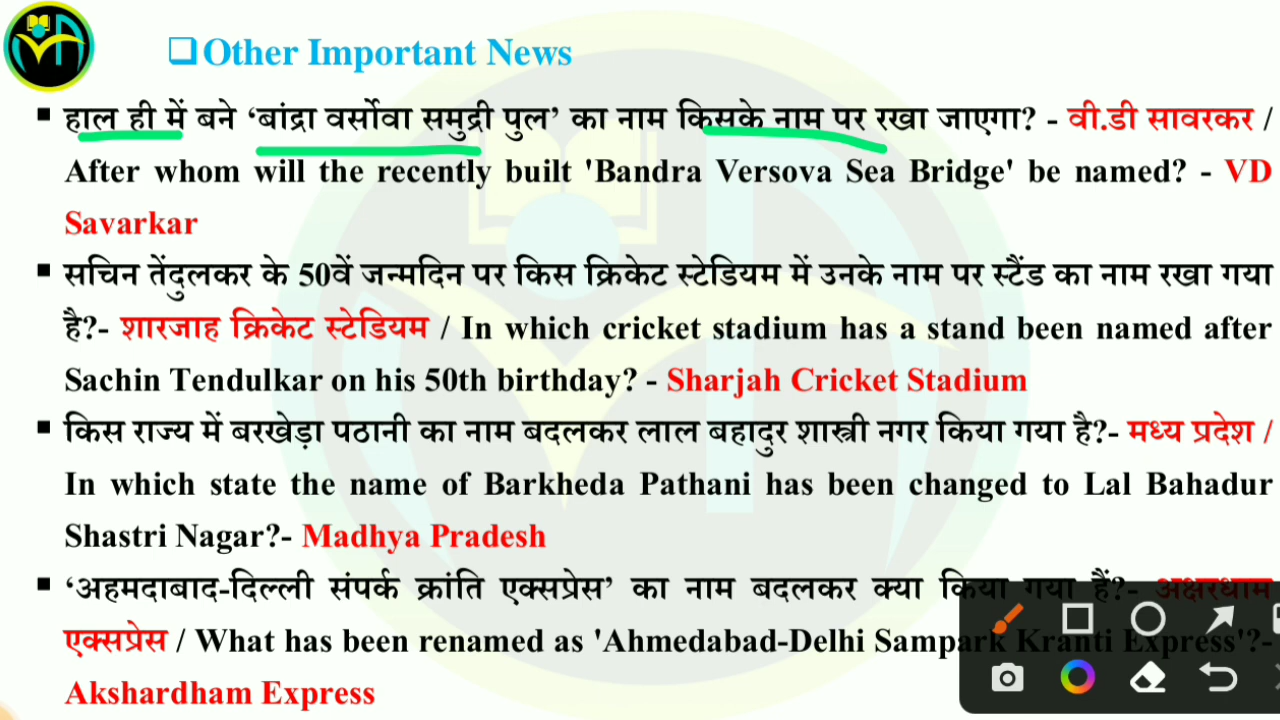 Other Important News
हाल ही में बने ‘बांद्रा वर्सोवा समुद्री पुल’ का नाम किसके नाम पर रखा जाएगा? - वी.डी सावरकर /
After whom will the recently built 'Bandra Versova Sea Bridge' be named? - VD
Savarkar
सचिन तेंदुलकर के 50वें जन्मदिन पर किस क्रिकेट स्टेडियम में उनके नाम पर स्टैंड का नाम रखा गया
है?- शारजाह क्रिकेट स्टेडियम / In which cricket stadium has a stand been named after
Sachin Tendulkar on his 50th birthday? - Sharjah Cricket Stadium
किस राज्य में बरखेड़ा पठानी का नाम बदलकर लाल बहादुर शास्त्री नगर किया गया है?- मध्य प्रदेश /
In which state the name of Barkheda Pathani has been changed to Lal Bahadur
Shastri Nagar?- Madhya Pradesh
‘अहमदाबाद-दिल्ली संपर्क क्रांति एक्सप्रेस’ का नाम बदलकर क्या किया गया हैं?- अक्षरधाम
एक्सप्रेस / What has been renamed as 'Ahmedabad-Delhi Sampark Kranti Express'?-
Akshardham Express